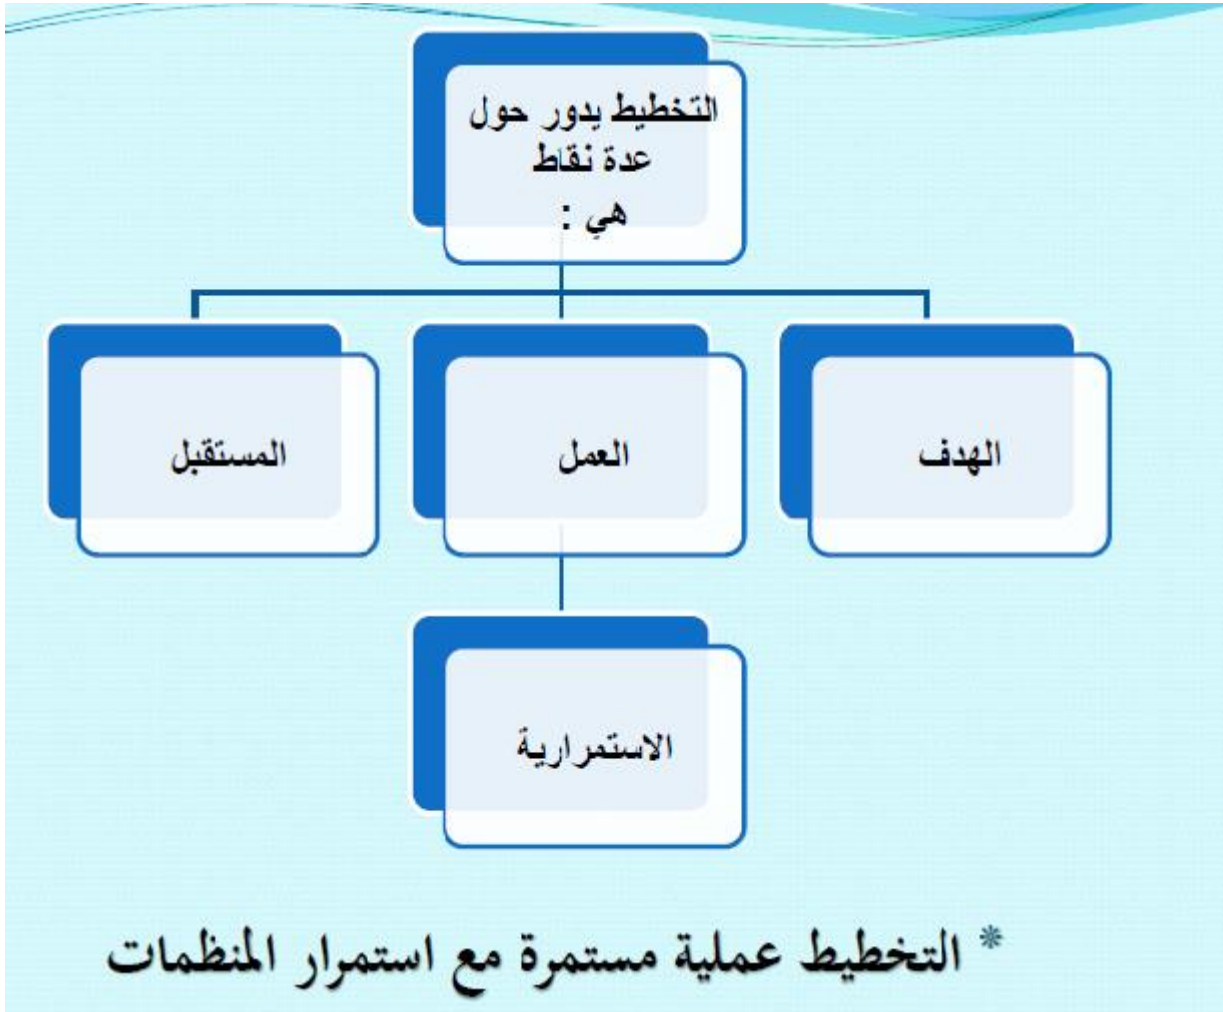 التخطيط يدور حول
عدة نقاط
هي :
الهدف
العمل
المستقبل
الاستمرارية
* التخطيط عملية مستمرة مع استمرار المنظمات